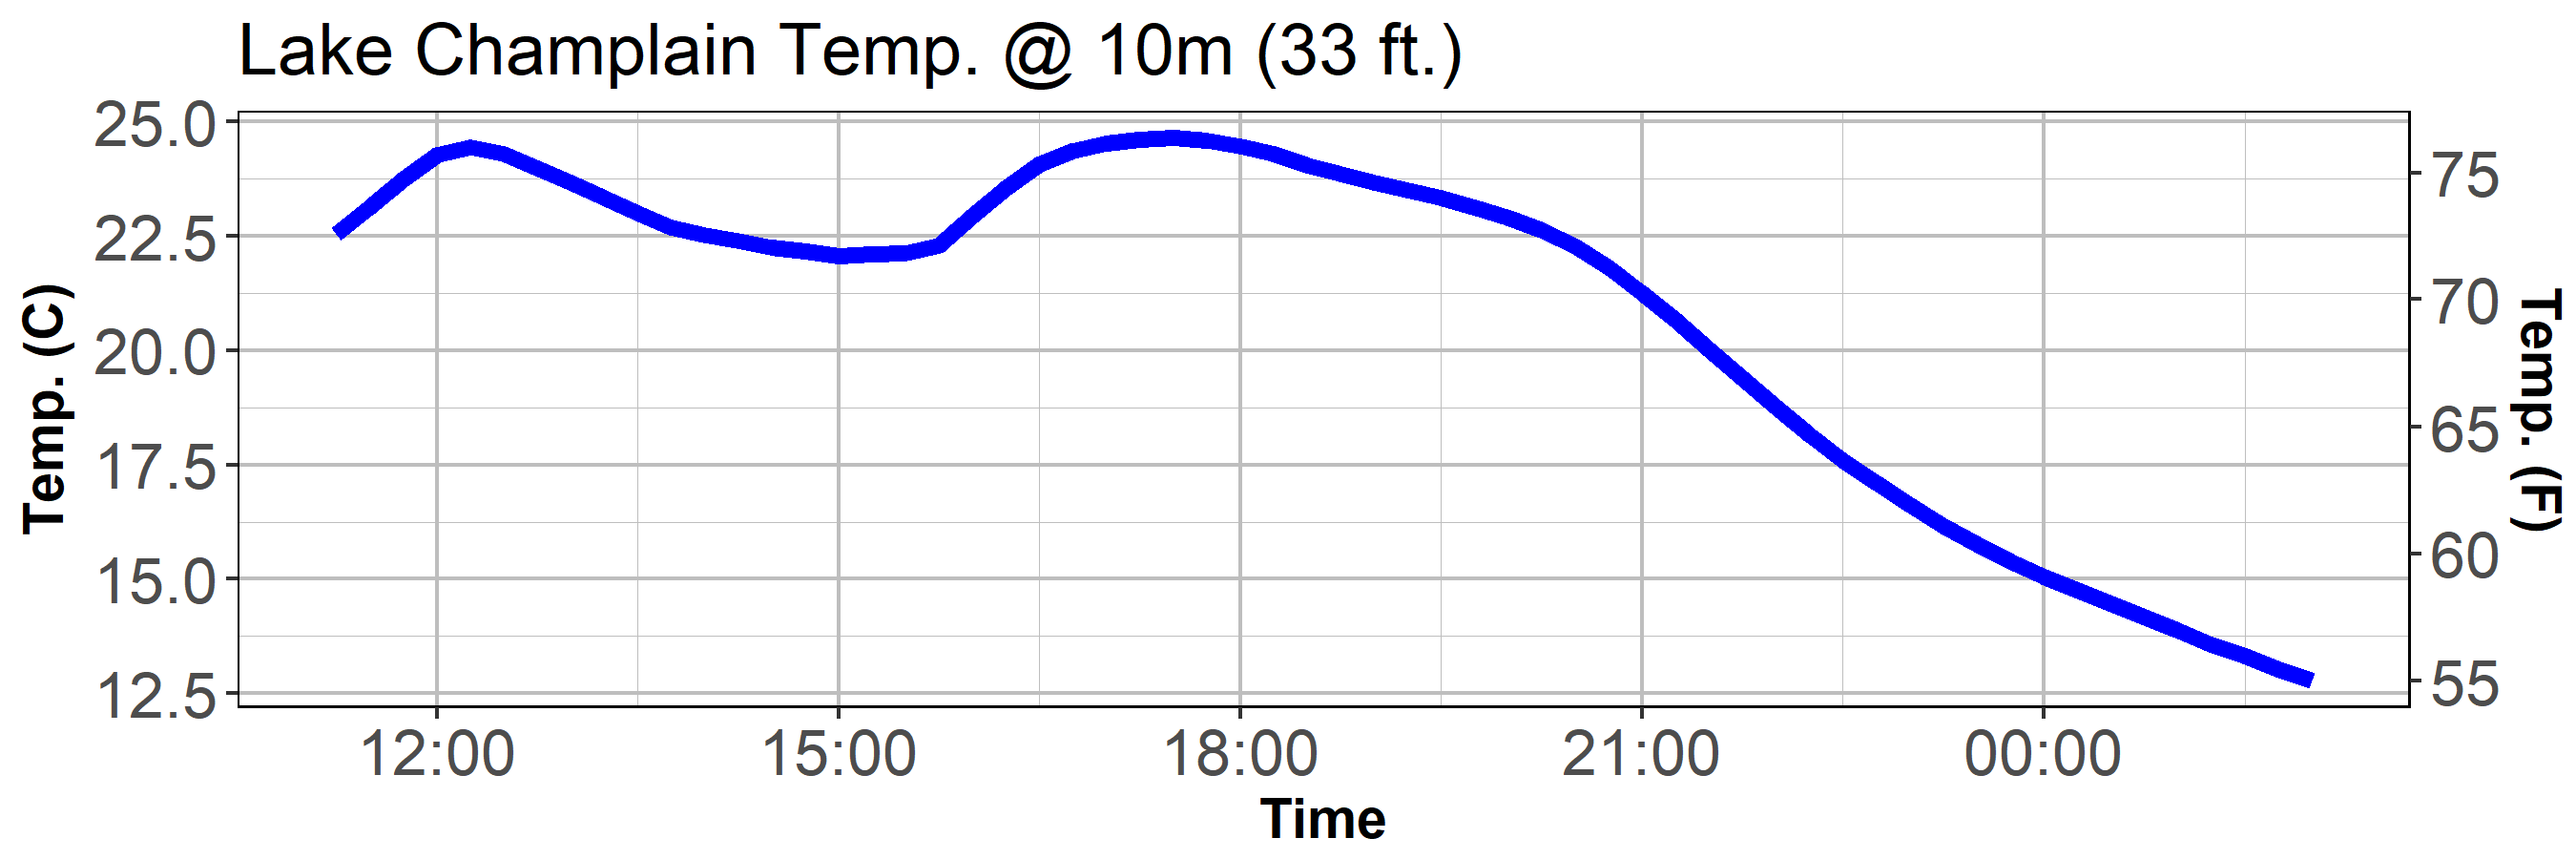 Lake Champlain Temp. @ 10m (33 ft.)
Temp. (C)
25.0
22.5
20.0
17.5
15.0
12.5
75
70
65
60
55
Temp. (F)
12:00 15:00 18:00 21:00 00:00
Time